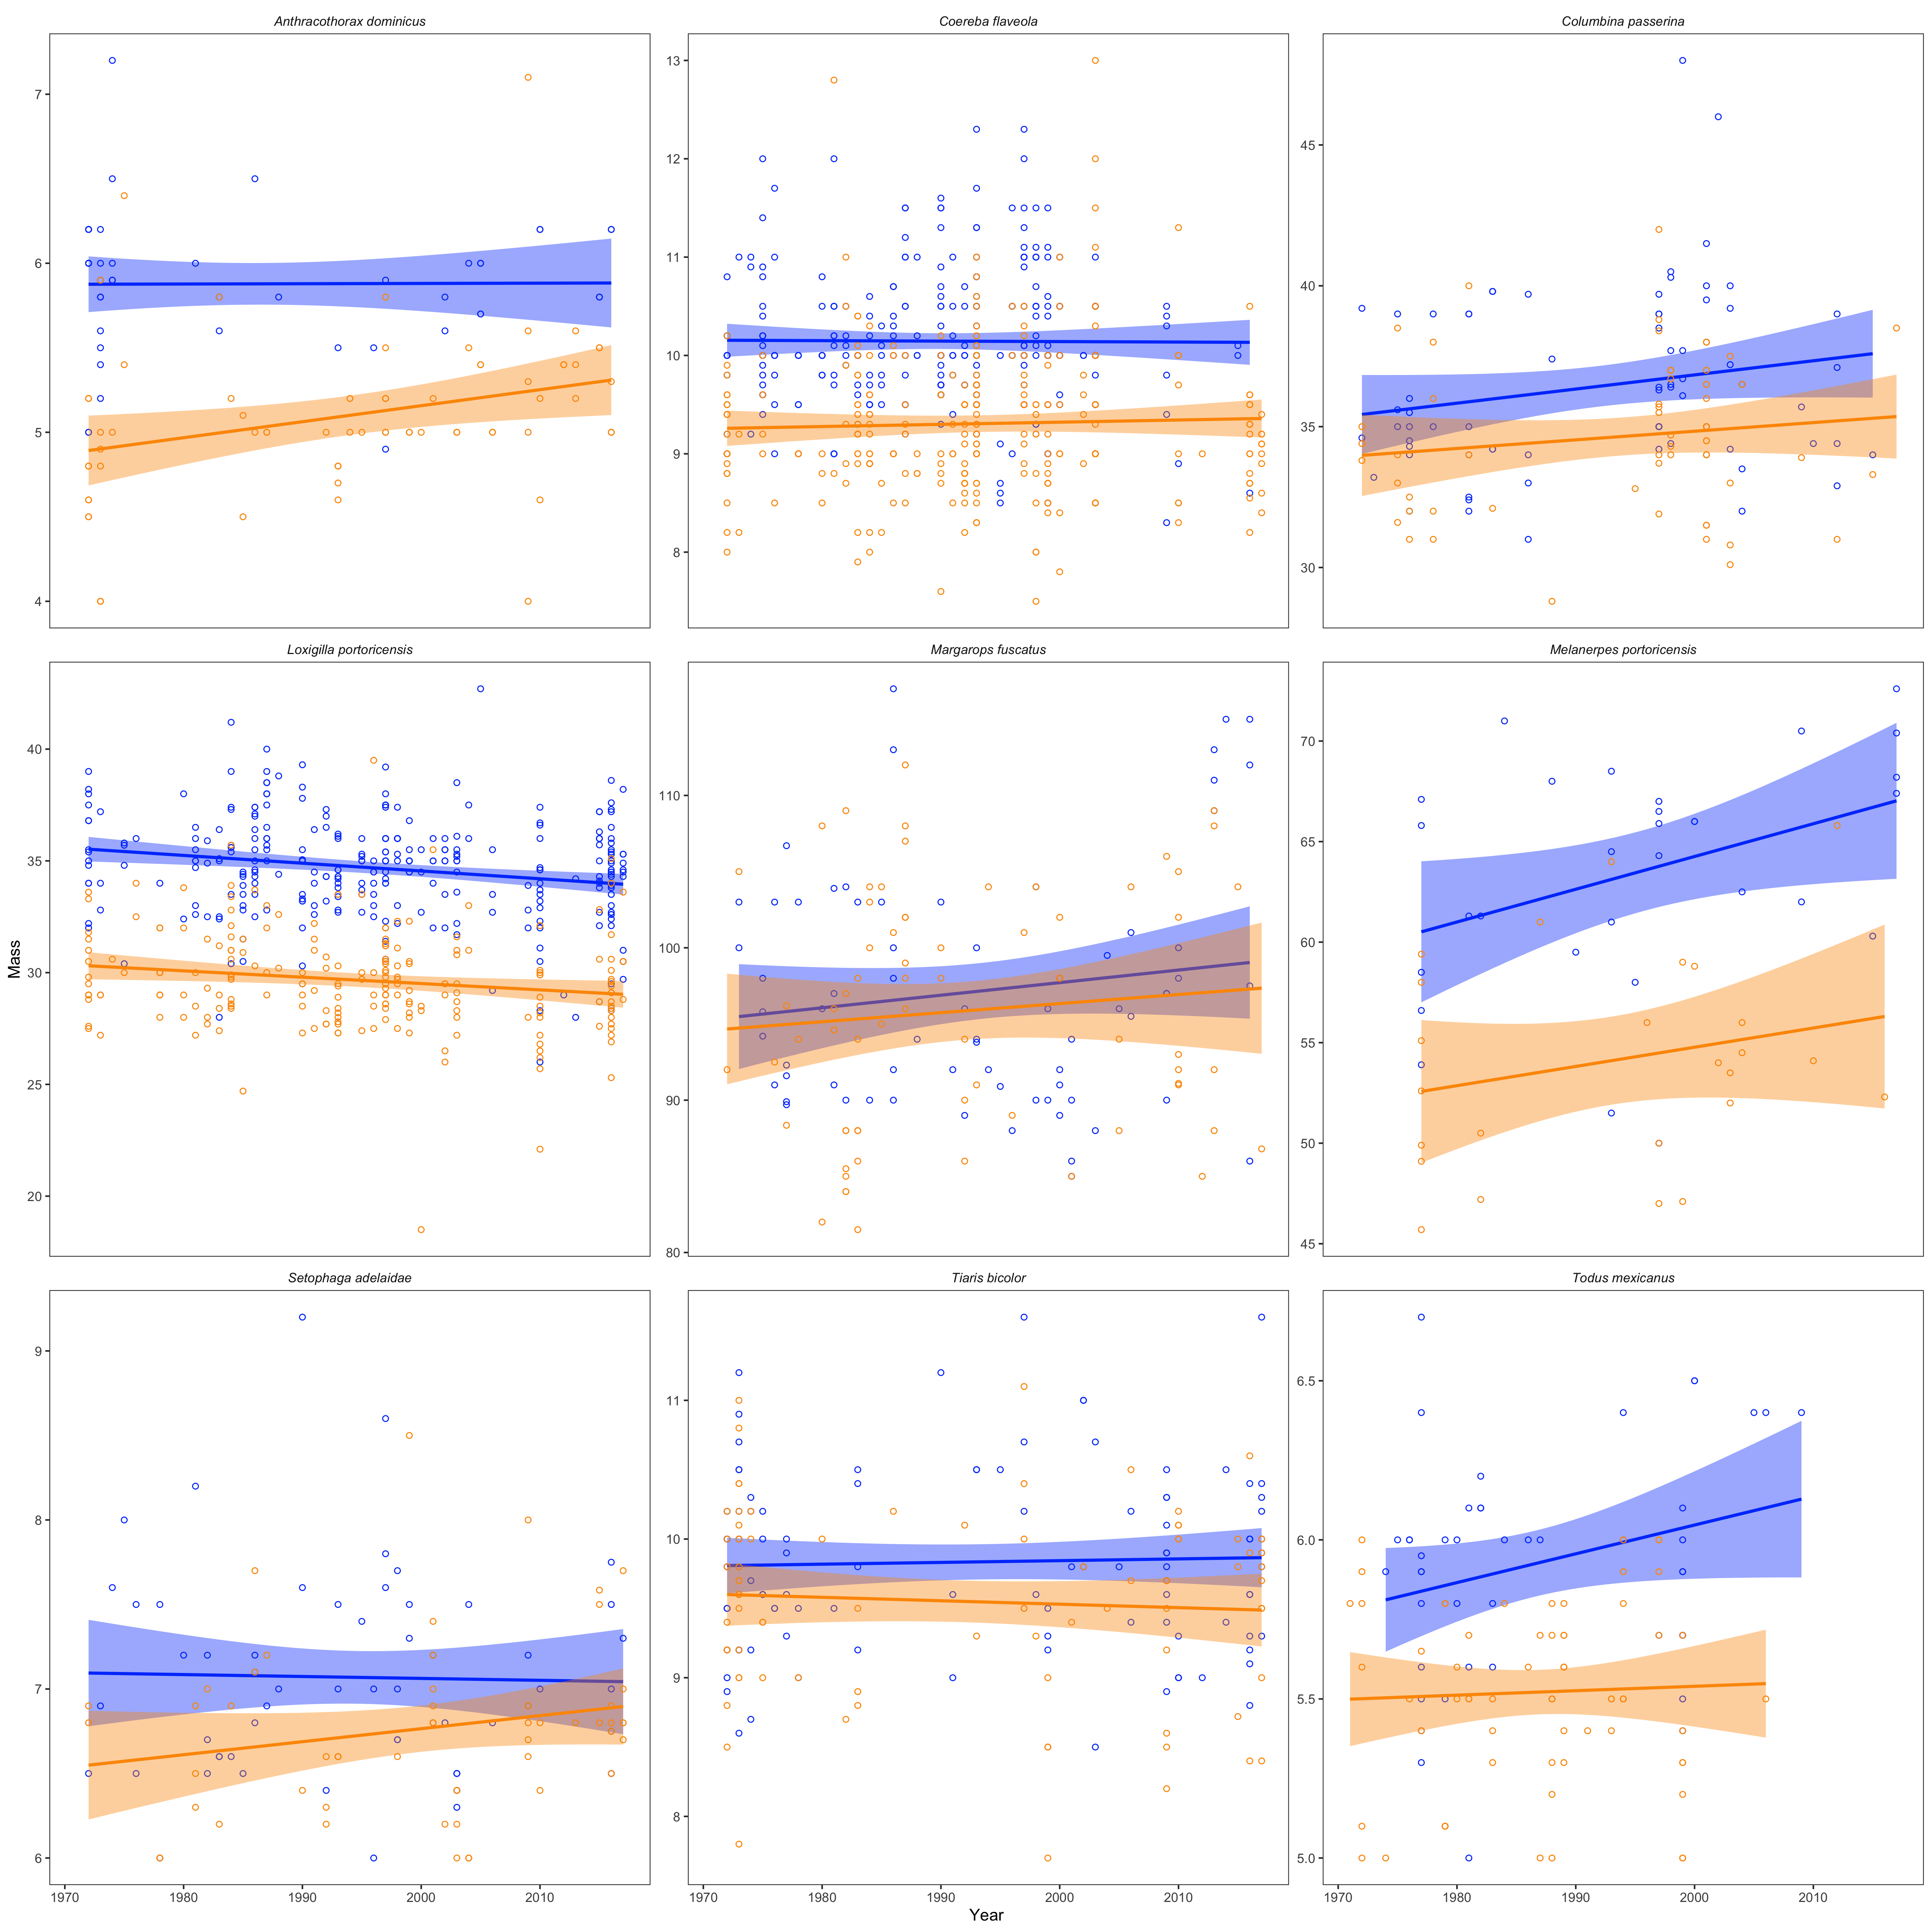 Anthracothorax dominicus
Coereba flaveola
Columbina passerina
7
6
5
4
13
12
11
10
9
8
45
40
35
30
Loxigilla portoricensis
Margarops fuscatus
Melanerpes portoricensis
Mass
40
35
30
25
20
110
100
90
80
70
65
60
55
50
45
Setophaga adelaidae
Tiaris bicolor
Todus mexicanus
9
8
7
6
11
10
9
8
6.5
6.0
5.5
5.0
1970 1980 1990 2000 2010
1970 1980 1990 2000 2010
1970 1980 1990 2000 2010
Year